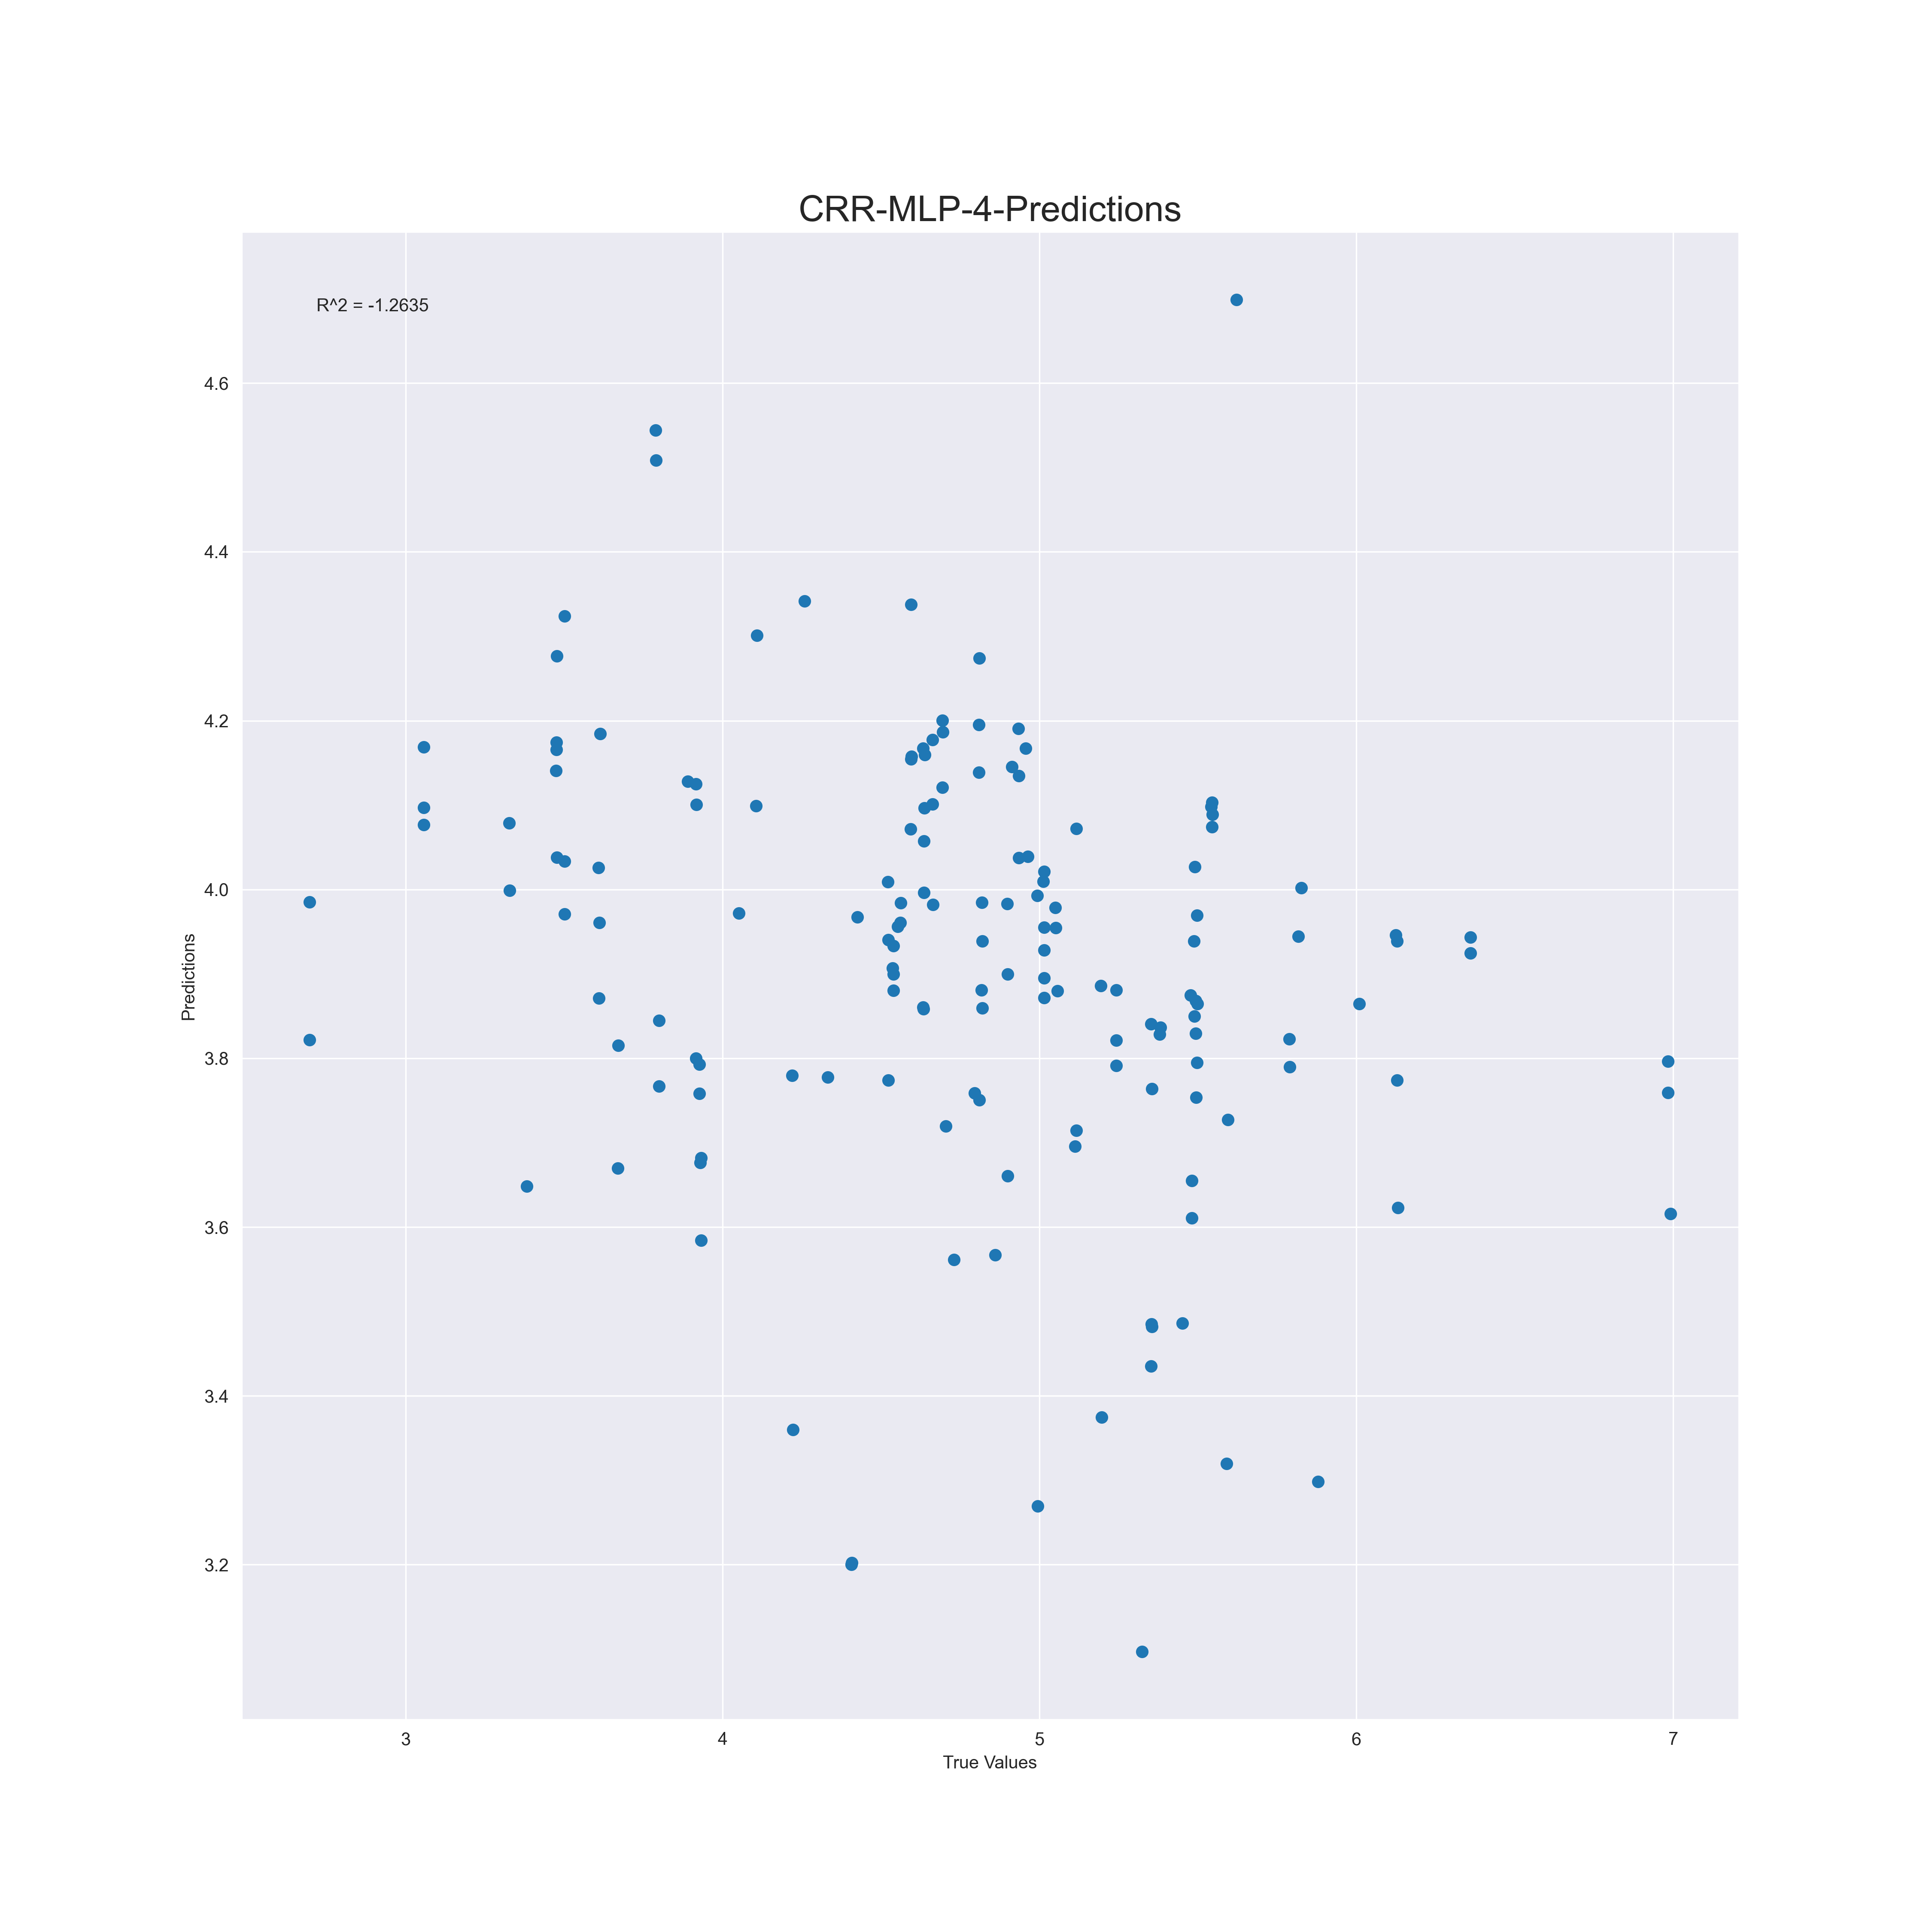 CRR-MLP-4-Predictions
R^2 = -1.2635
4.6
4.4
4.2
4.0
3.8
3.6
3.4
3.2
Predictions
3 4 5 6 7
True Values